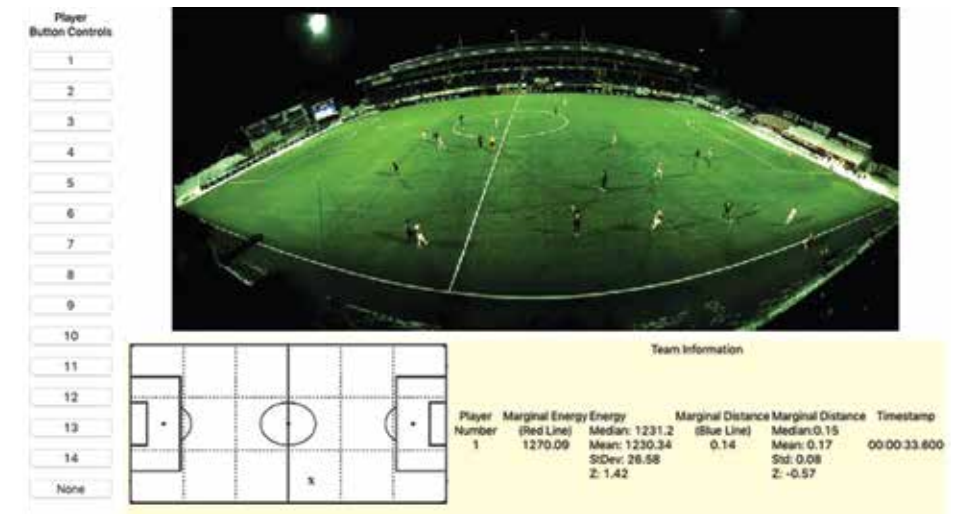 Player
Button Controls
1
2
3
4
5
6
7
8
9
10
11
12
13
14
None
Team Information
Player Marginal Energy Energy Marginal Distance Marginal Distance Timestamp
Number (Red Line) Median: 1231.2 (Blue Line) Median:0.15
1 1270.09 Mean: 1230.34 0.14 Mean: 0.17 00:00:33.600
StDev: 26.58 Std: 0.08
Z: 1.42 Z: -0.57
x